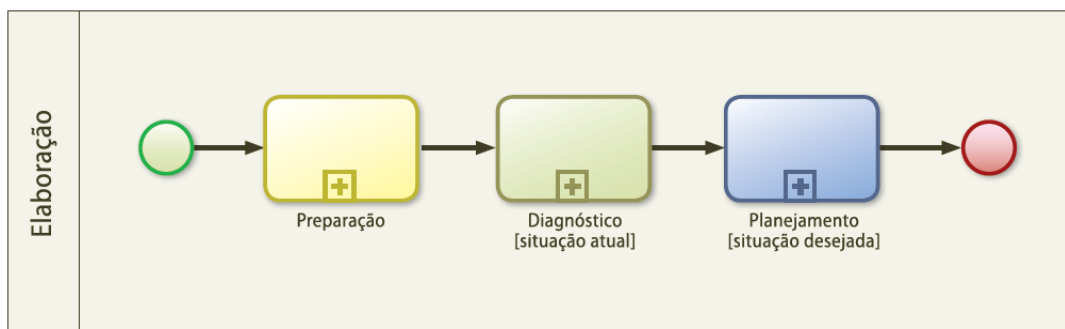 Elaboração
Preparação
Diagnóstico
[situação atual]
Planejamento
[situação desejada]